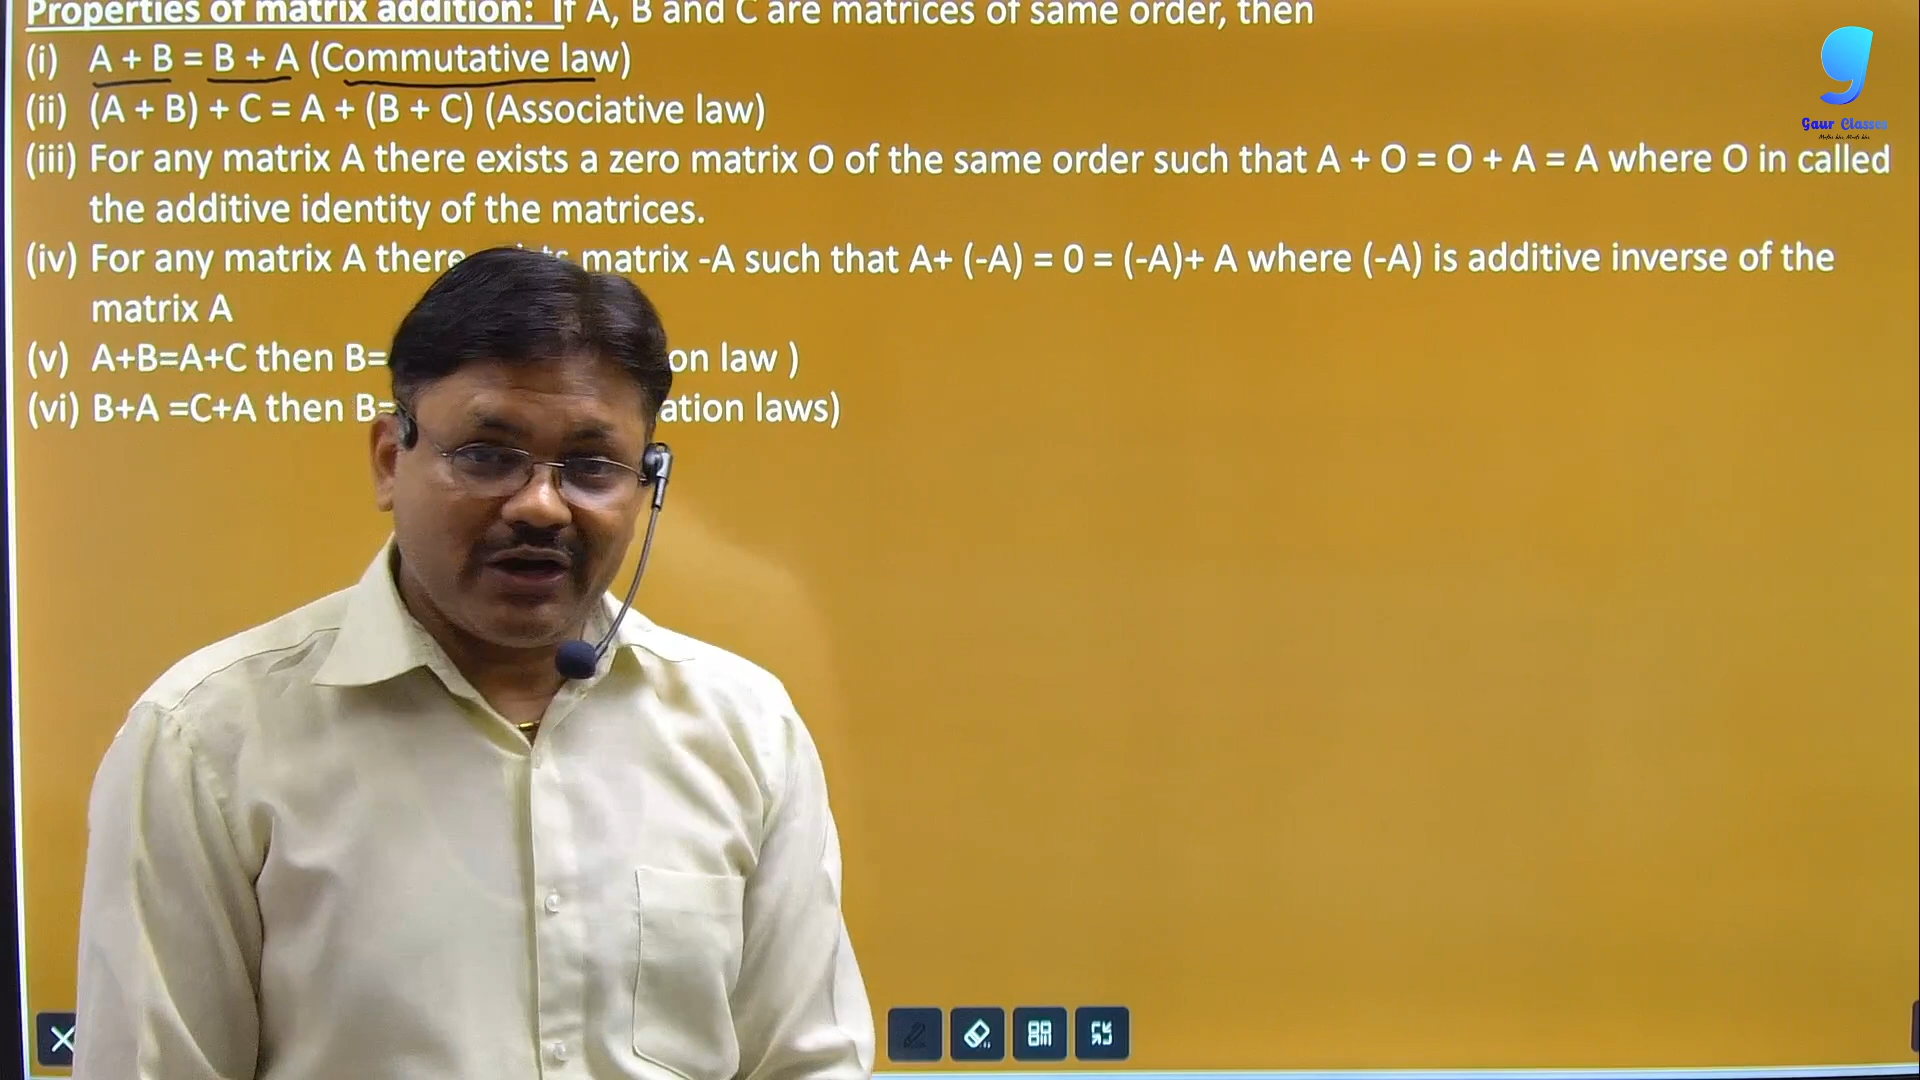 Properties of matrix addition: If A, B and C are matrices of same order, then
(i) A + B = B + A (Commutative law)
(ii) (A + B) + C = A + (B + C) (Associative law)
(iii) For any matrix A there exists a zero matrix O of the same order such that A + O = O + A = A where O in called
the additive identity of the matrices.
(iv) For any matrix A there matrix -A such that A+ (-A) = 0 = (-A)+ A where (-A) is additive inverse of the
matrix A
(v) A+B=A+C then B= on law )
(vi) B+A =C+A then B= ation laws)
Gaur Classes